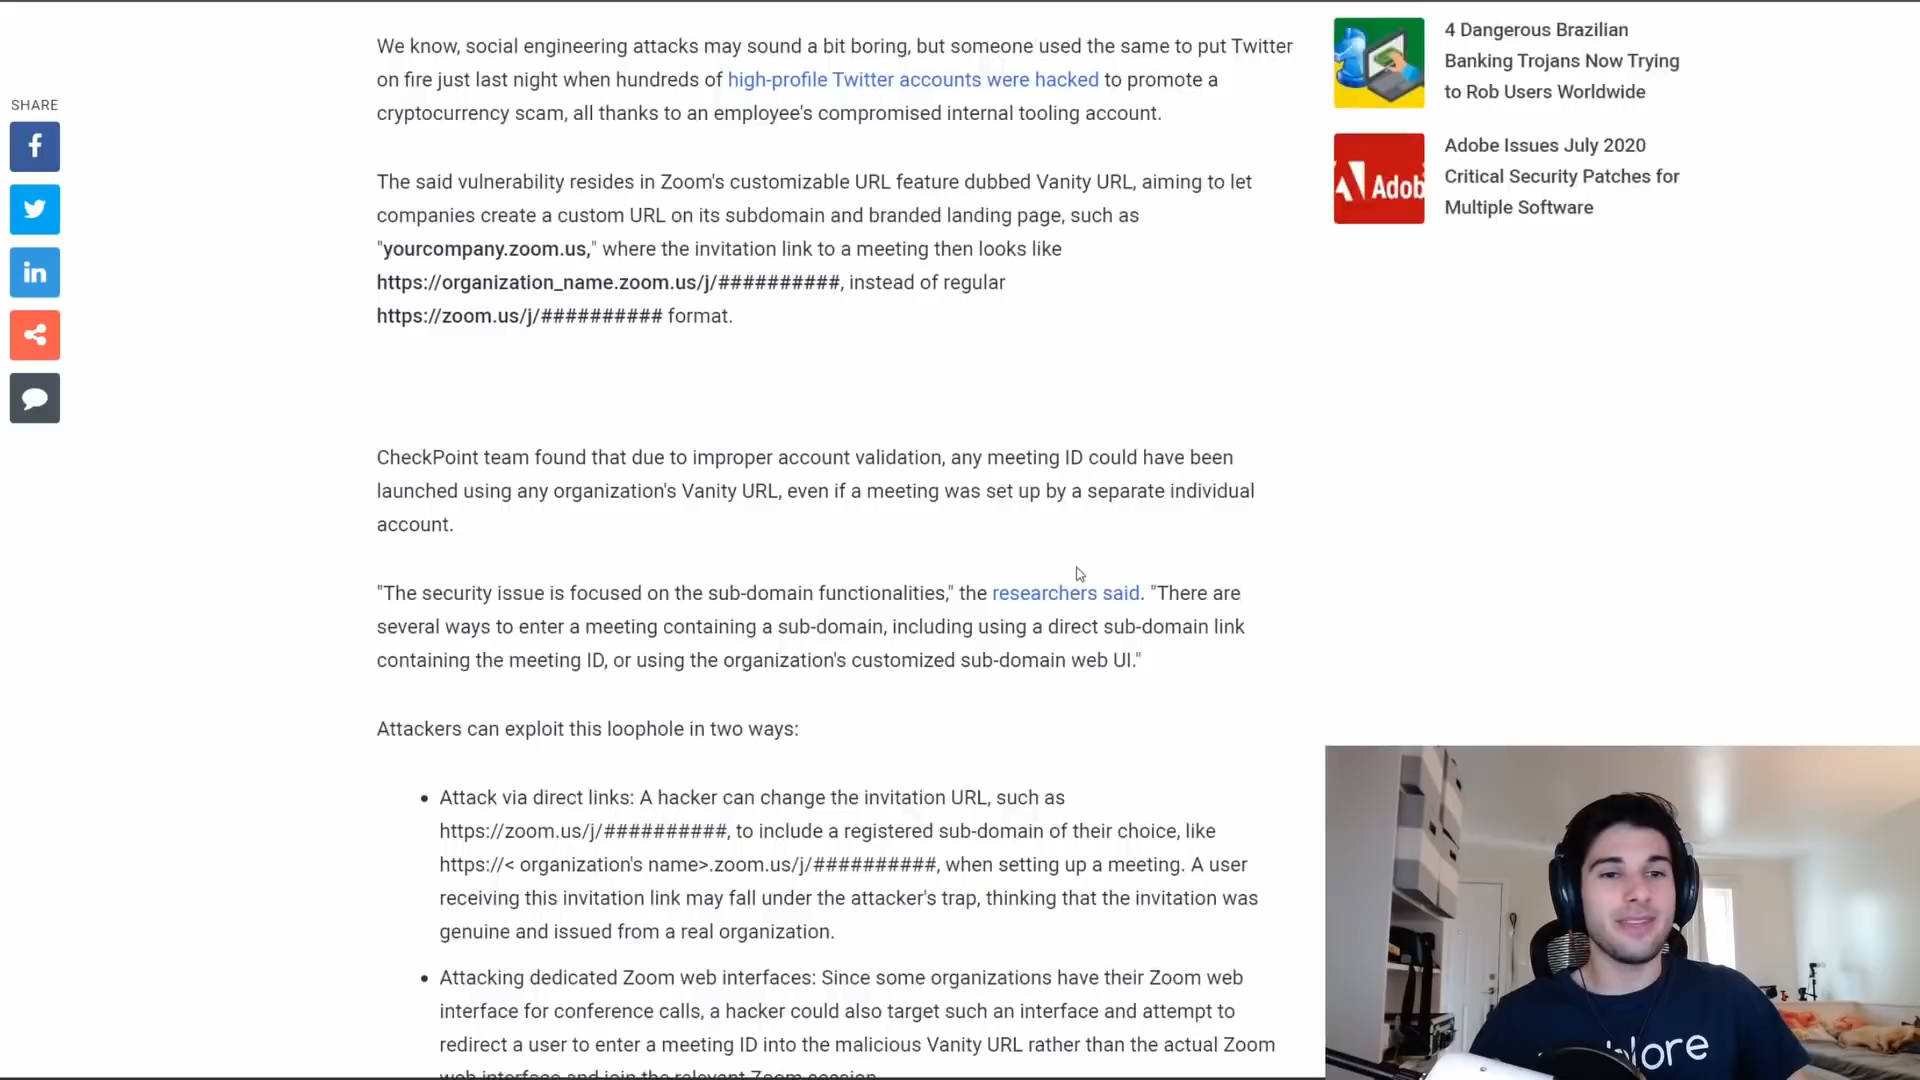 We know, social engineering attacks may sound a bit boring, but someone used the same to put Twitter
on fire just last night when hundreds of high-profile Twitter accounts were hacked to promote a
cryptocurrency scam, all thanks to an employee's compromised internal tooling account.
The said vulnerability resides in Zoom's customizable URL feature dubbed Vanity URL, aiming to let
companies create a custom URL on its subdomain and branded landing page, such as
"yourcompany.zoom.us," where the invitation link to a meeting then looks like
https://organization_name.zoom.us/j/##########, instead of regular
https://zoom.us/j/########## format.
CheckPoint team found that due to improper account validation, any meeting ID could have been
launched using any organization's Vanity URL, even if a meeting was set up by a separate individual
account.
"The security issue is focused on the sub-domain functionalities," the researchers said. "There are
several ways to enter a meeting containing a sub-domain, including using a direct sub-domain link
containing the meeting ID, or using the organization's customized sub-domain web UI."
Attackers can exploit this loophole in two ways:
• Attack via direct links: A hacker can change the invitation URL, such as
https://zoom.us/j/##########, to include a registered sub-domain of their choice, like
https://< organization's name>.zoom.us/j/##########, when setting up a meeting. A user
receiving this invitation link may fall under the attacker's trap, thinking that the invitation was
genuine and issued from a real organization.
• Attacking dedicated Zoom web interfaces: Since some organizations have their Zoom web
interface for conference calls, a hacker could also target such an interface and attempt to
redirect a user to enter a meeting ID into the malicious Vanity URL rather than the actual Zoom
web interface and join the relevant Zoom session.
SHARE
f
in
4 Dangerous Brazilian
Banking Trojans Now Trying
to Rob Users Worldwide
Adob
Adobe Issues July 2020
Critical Security Patches for
Multiple Software